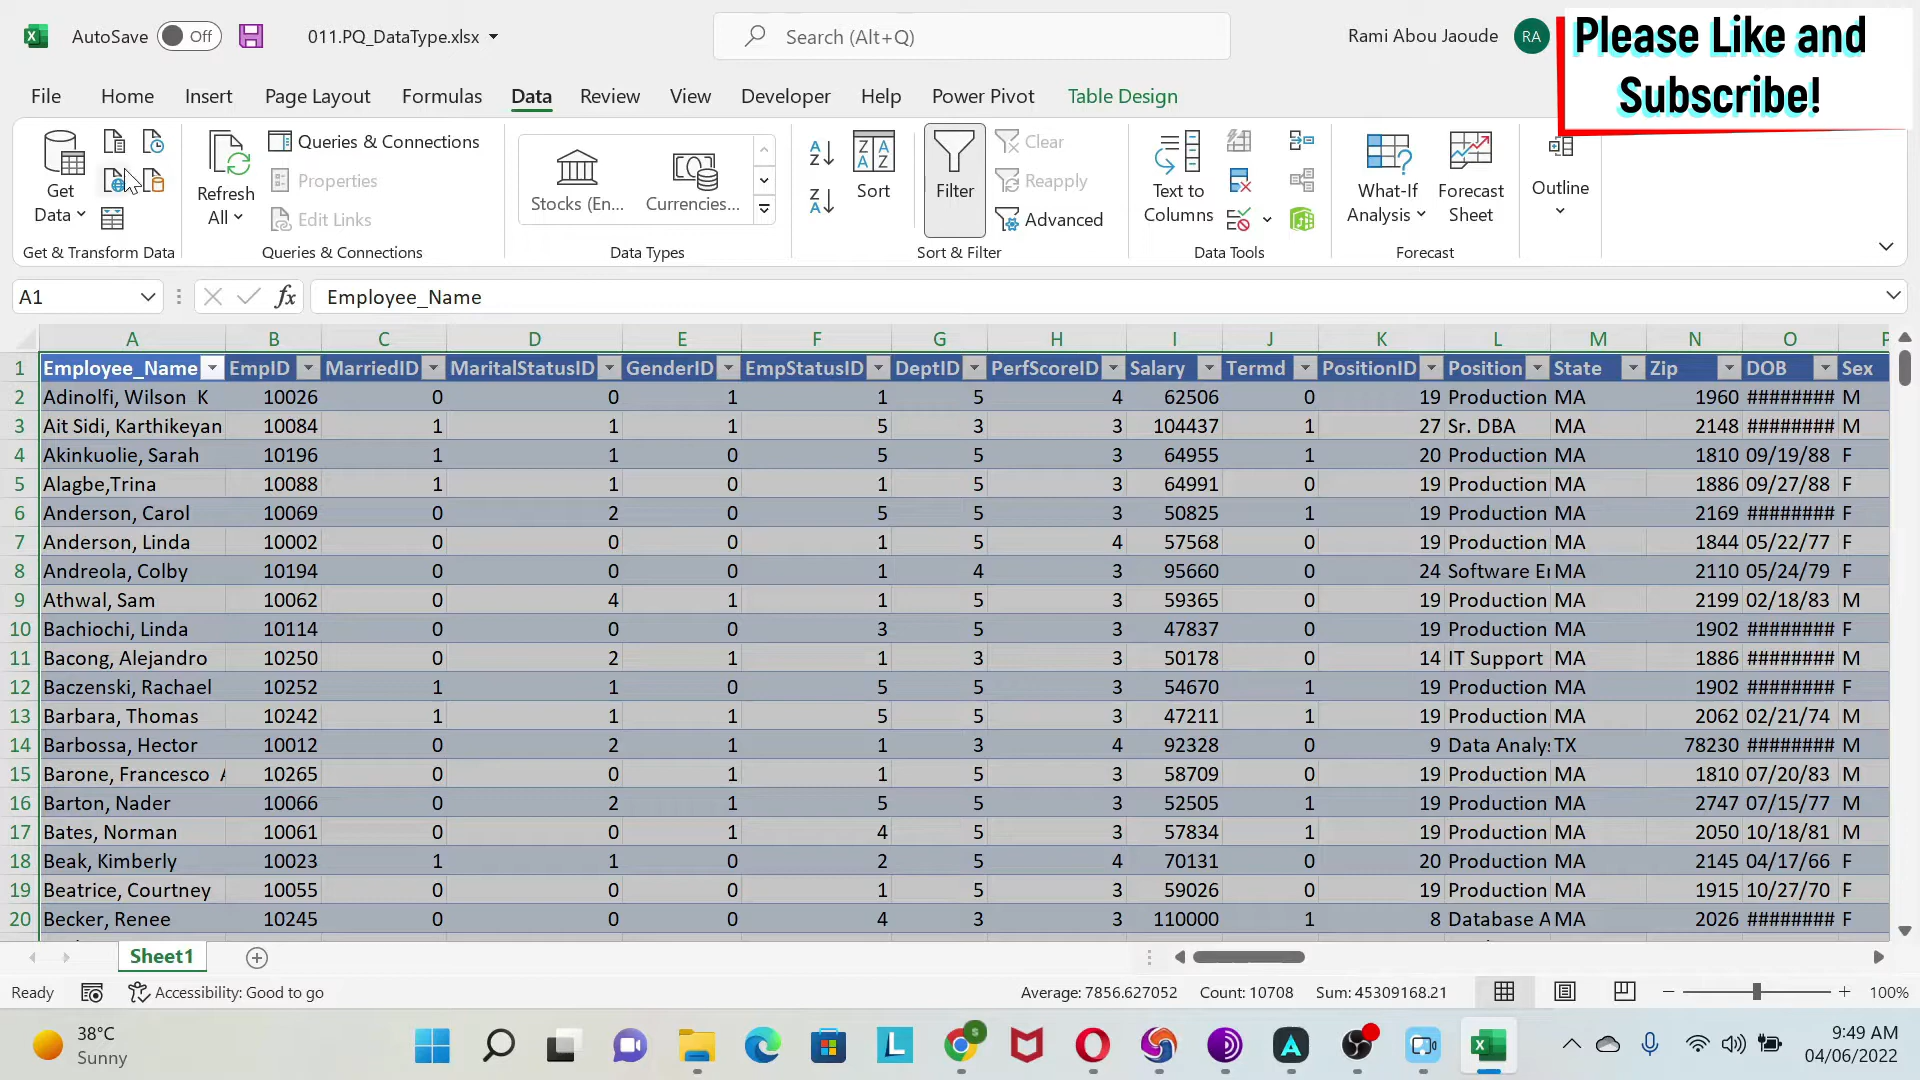 AutoSave Off 011.PQ_DataType.xlsx Search (Alt+Q) Rami Abou Jaoude RA
Please Like and
Subscribe!
File Home Insert Page Layout Formulas Data Review View Developer Help Power Pivot Table Design
Get Data
Refresh All
Queries & Connections
Properties
Edit Links
Stocks (En... Currencies...
Sort
Filter
Clear
Reapply
Advanced
Text to Columns
What-If Analysis
Forecast Sheet
Outline
Get & Transform Data Queries & Connections Data Types Sort & Filter Data Tools Forecast
A1 fx Employee_Name
A B C D E F G H I J K L M N O P
1 Employee_Name EmpID MarriedID MaritalStatusID GenderID EmpStatusID DeptID PerfScoreID Salary Termd PositionID Position State Zip DOB Sex
2 Adinolfi, Wilson K 10026 0 0 1 1 5 4 62506 0 19 Production MA 1960 ######## M
3 Ait Sidi, Karthikeyan 10084 1 1 1 5 3 3 104437 1 27 Sr. DBA MA 2148 ######## M
4 Akinkuolie, Sarah 10196 1 1 0 5 5 3 64955 1 20 Production MA 1810 09/19/88 F
5 Alagbe,Trina 10088 1 1 0 1 5 3 64991 0 19 Production MA 1886 09/27/88 F
6 Anderson, Carol 10069 0 2 0 5 5 3 50825 1 19 Production MA 2169 ######## F
7 Anderson, Linda 10002 0 0 0 1 5 4 57568 0 19 Production MA 1844 05/22/77 F
8 Andreola, Colby 10194 0 0 0 1 4 3 95660 0 24 Software Er MA 2110 05/24/79 F
9 Athwal, Sam 10062 0 4 1 1 5 3 59365 0 19 Production MA 2199 02/18/83 M
10 Bachiochi, Linda 10114 0 0 0 3 5 3 47837 0 19 Production MA 1902 ######## F
11 Bacong, Alejandro 10250 0 2 1 1 3 3 50178 0 14 IT Support MA 1886 ######## M
12 Baczenski, Rachael 10252 1 1 0 5 5 3 54670 1 19 Production MA 1902 ######## F
13 Barbara, Thomas 10242 1 1 1 5 5 3 47211 1 19 Production MA 2062 02/21/74 M
14 Barbossa, Hector 10012 0 2 1 1 3 4 92328 0 9 Data Analys TX 78230 ######## M
15 Barone, Francesco A 10265 0 0 1 1 5 3 58709 0 19 Production MA 1810 07/20/83 M
16 Barton, Nader 10066 0 2 1 5 5 3 52505 1 19 Production MA 2747 07/15/77 M
17 Bates, Norman 10061 0 0 1 4 5 3 57834 1 19 Production MA 2050 10/18/81 M
18 Beak, Kimberly 10023 1 1 0 2 5 4 70131 0 20 Production MA 2145 04/17/66 F
19 Beatrice, Courtney 10055 0 0 0 1 5 3 59026 0 19 Production MA 1915 10/27/70 F
20 Becker, Renee 10245 0 0 0 4 3 3 110000 1 8 Database A MA 2026 ######## F
Sheet1
Ready Accessibility: Good to go Average: 7856.627052 Count: 10708 Sum: 45309168.21 100%
38°C
Sunny
9:49 AM
04/06/2022